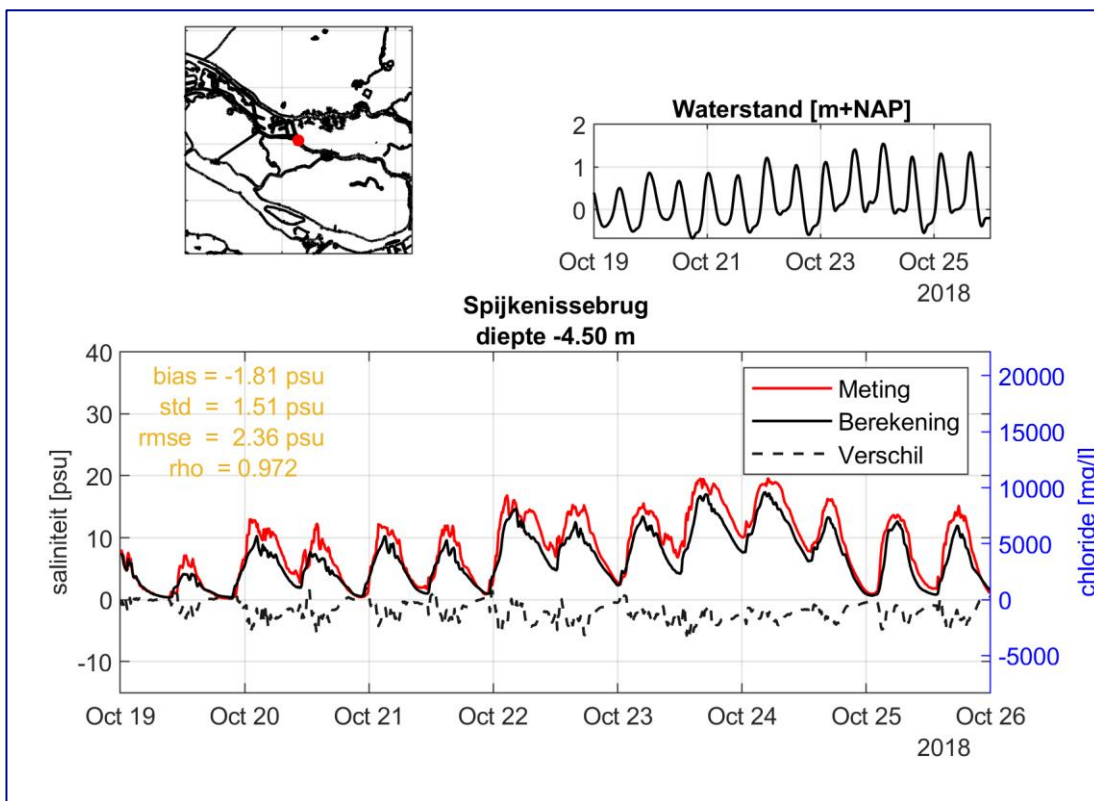 Waterstand [m+NAP]
2
1
0
Oct 19 Oct 21 Oct 23 Oct 25
2018
Spijkenissebrug
diepte -4.50 m
40
30
20
10
0
-10
salïniteit [psu]
bias = -1.81 psu
std = 1.51 psu
rmse = 2.36 psu
rho = 0.972
Meting
Berekening
Verschil
20000
15000
10000
5000
0
-5000
chloride [mg/l]
Oct 19 Oct 20 Oct 21 Oct 22 Oct 23 Oct 24 Oct 25 Oct 26
2018